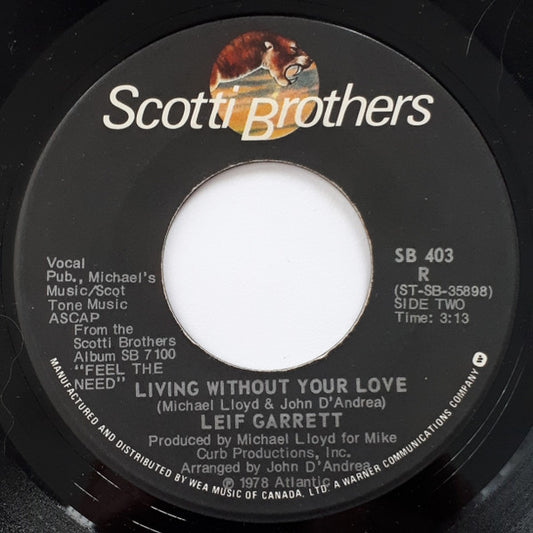 Scotti Brothers
Vocal
Pub., Michael's
Music/Scot
Tone Music
ASCAP
From the
Scotti Brothers
Album SB 7100
"FEEL THE
NEED"
SB 403
R
(ST-SB-35898)
SIDE TWO
Time: 3:13
LIVING WITHOUT YOUR LOVE
(Michael Lloyd & John D'Andrea)
LEIF GARRETT
Produced by Michael Lloyd for Mike
Curb Productions, Inc.
Arranged by John D'Andrea
℗ 1978 Atlantic
MANUFACTURED AND DISTRIBUTED BY WEA MUSIC OF CANADA, LTD. A WARNER COMMUNICATIONS COMPANY